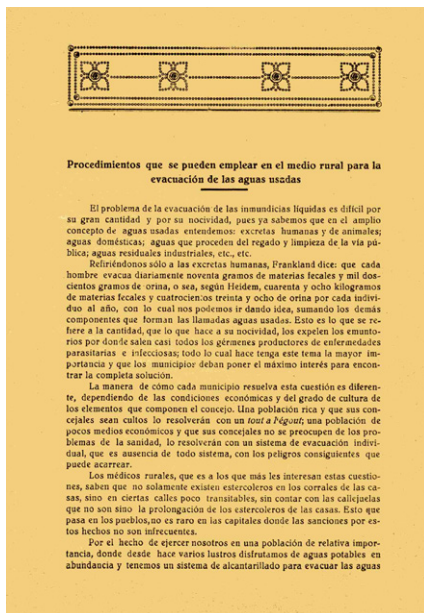 Procedimientos que se pueden emplear en el medio rural para la
evacuación de las aguas usadas
El problema de la evacuación de las inmundicias líquidas es difícil por
su gran cantidad y por su nocividad, pues ya sabemos que en el amplio
concepto de aguas usadas entendemos: excretas humanas y de animales;
aguas domésticas; aguas que proceden del regado y limpieza de la vía pú-
blica; aguas residuales industriales, etc., etc.
Refiriéndonos sólo a las excretas humanas, Frankland dice: que cada
hombre evacua diariamente noventa gramos de materias fecales y mil dos-
cientos gramos de orina, o sea, según Heidem, cuarenta y ocho kilogramos
de materias fecales y cuatrocientos treinta y ocho de orina por cada indivi-
duo al año, con lo cual nos podemos ir dando idea, sumando los demás
componentes que forman las llamadas aguas usadas. Esto es lo que se re-
fiere a la cantidad, que lo que hace a su nocividad, los expelen los emunto-
rios por donde salen casi todos los gérmenes productores de enfermedades
parasitarias e infecciosas; todo lo cual hace tenga este tema la mayor im-
portancia y que los municipios deban poner el máximo interés para encon-
trar la completa solución.
La manera de cómo cada municipio resuelva esta cuestión es diferen-
te, dependiendo de las condiciones económicas y del grado de cultura de
los elementos que componen el concejo. Una población rica y que sus con-
cejales sean cultos lo resolverán con un tout a l'égout; una población de
pocos medios económicos y que sus concejales no se preocupen de los pro-
blemas de la sanidad, lo resolverán con un sistema de evacuación indivi-
dual, que es ausencia de todo sistema, con los peligros consiguientes que
puede acarrear.
Los médicos rurales, que es a los que más les interesan estas cuestio-
nes, saben que no solamente existen estercoleros en los corrales de las ca-
sas, sino en ciertas calles poco transitables, sin contar con las callejuelas
que no son sino la prolongación de los estercoleros de las casas. Esto que
pasa en los pueblos, no es raro en las capitales donde las sanciones por es-
tos hechos no son infrecuentes.
Por el hecho de ejercer nosotros en una población de relativa impor-
tancia, donde desde hace varios lustros disfrutamos de aguas potables en
abundancia y tenemos un sistema de alcantarillado para evacuar las aguas